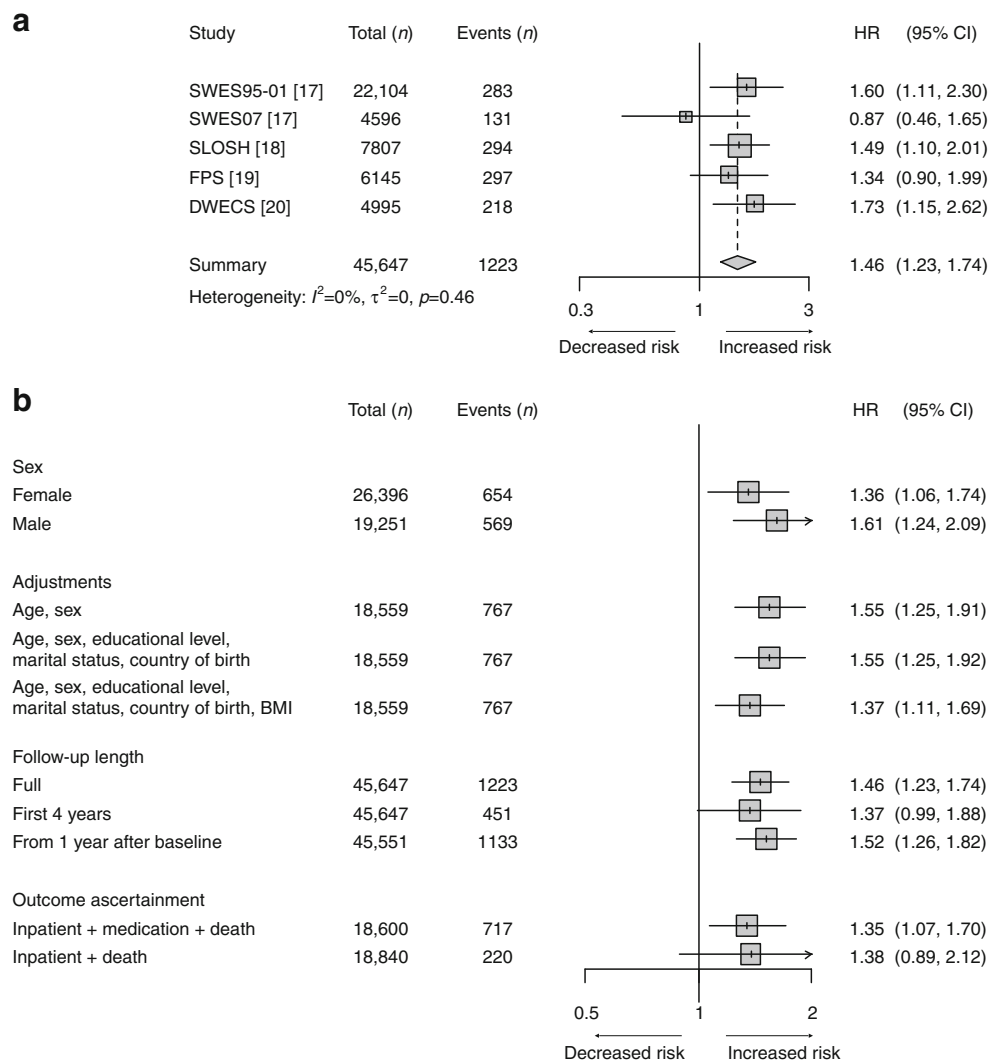 a
Study Total (n) Events (n) HR (95% CI)
SWES95-01 [17] 22,104 283 1.60 (1.11, 2.30)
SWES07 [17] 4596 131 0.87 (0.46, 1.65)
SLOSH [18] 7807 294 1.49 (1.10, 2.01)
FPS [19] 6145 297 1.34 (0.90, 1.99)
DWECS [20] 4995 218 1.73 (1.15, 2.62)
Summary 45,647 1223 1.46 (1.23, 1.74)
Heterogeneity: I²=0%, τ²=0, p=0.46
0.3 1 3
Decreased risk Increased risk
b
Total (n) Events (n) HR (95% CI)
Sex
Female 26,396 654 1.36 (1.06, 1.74)
Male 19,251 569 1.61 (1.24, 2.09)
Adjustments
Age, sex 18,559 767 1.55 (1.25, 1.91)
Age, sex, educational level,
marital status, country of birth 18,559 767 1.55 (1.25, 1.92)
Age, sex, educational level,
marital status, country of birth, BMI 18,559 767 1.37 (1.11, 1.69)
Follow-up length
Full 45,647 1223 1.46 (1.23, 1.74)
First 4 years 45,647 451 1.37 (0.99, 1.88)
From 1 year after baseline 45,551 1133 1.52 (1.26, 1.82)
Outcome ascertainment
Inpatient + medication + death 18,600 717 1.35 (1.07, 1.70)
Inpatient + death 18,840 220 1.38 (0.89, 2.12)
0.5 1 2
Decreased risk Increased risk